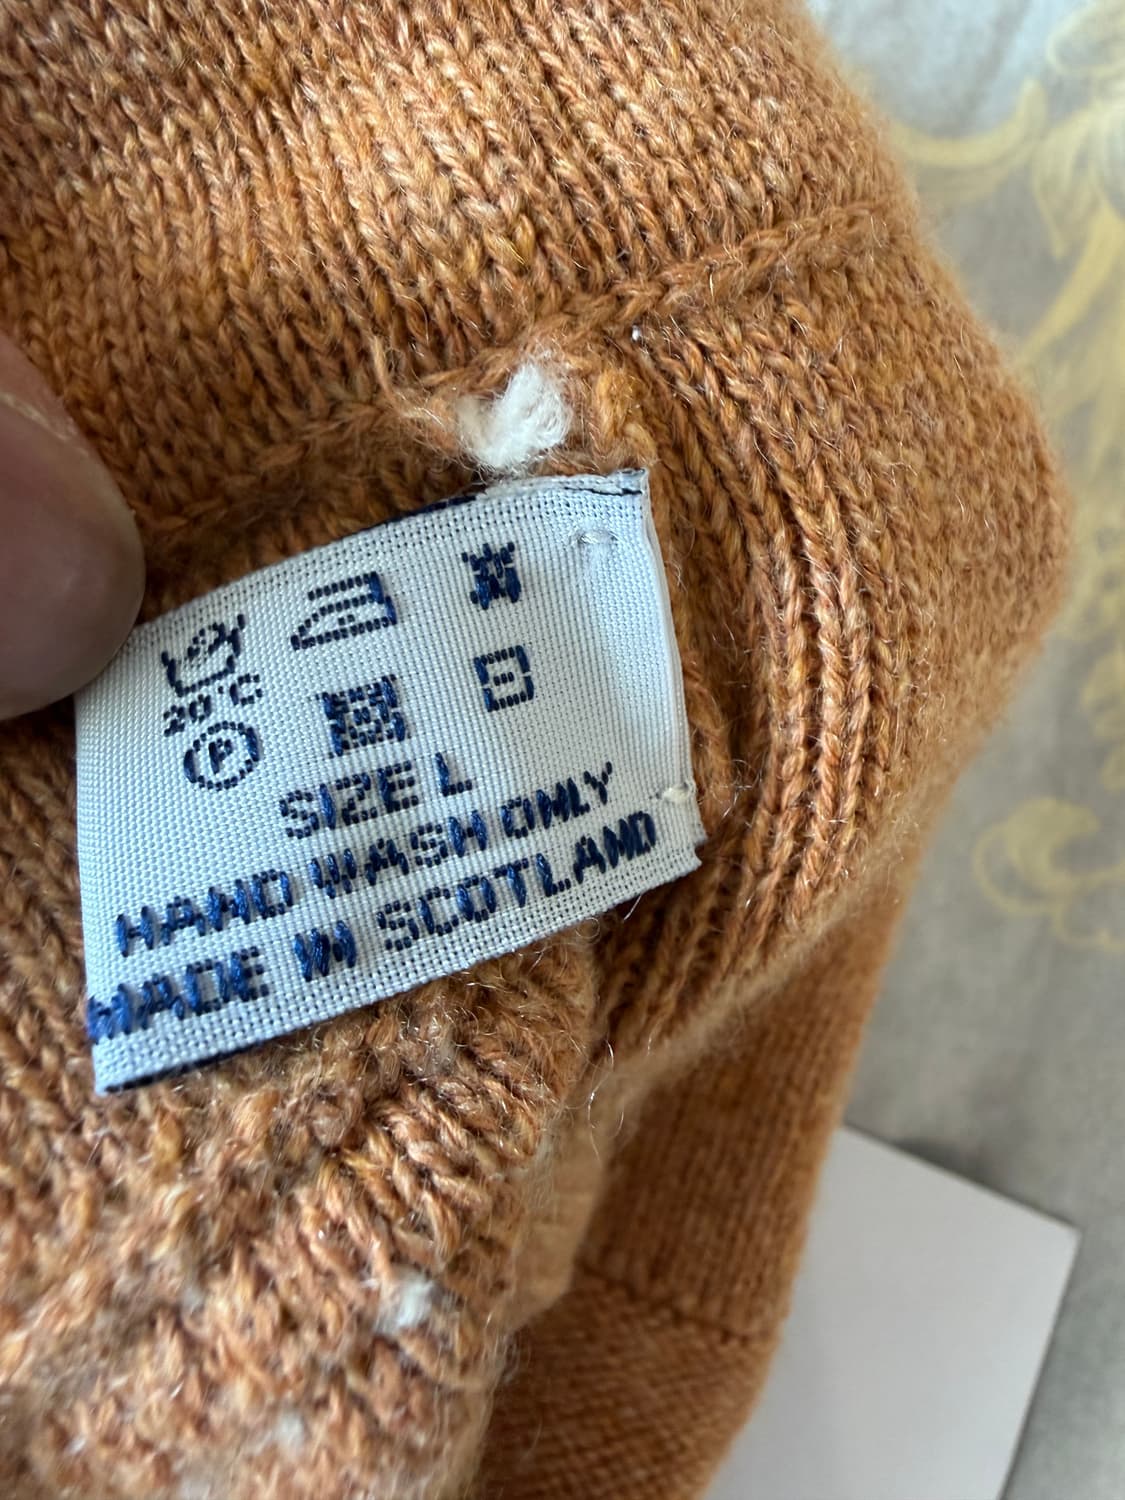 20°C
P
SIZE L
HAND WASH ONLY
MADE IN SCOTLAND